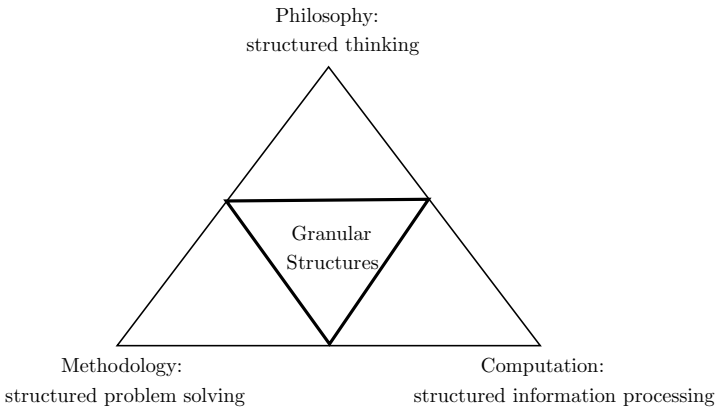 Philosophy:
structured thinking
Granular
Structures
Methodology:
structured problem solving
Computation:
structured information processing